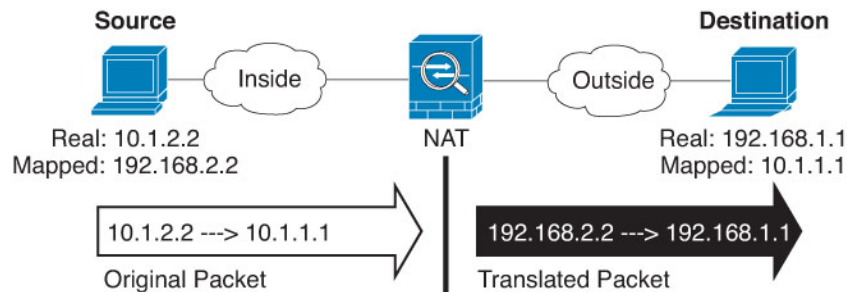 Source
Destination
Inside
Outside
Real: 10.1.2.2
Mapped: 192.168.2.2
NAT
Real: 192.168.1.1
Mapped: 10.1.1.1
10.1.2.2 ---> 10.1.1.1
192.168.2.2 ---> 192.168.1.1
Original Packet
Translated Packet